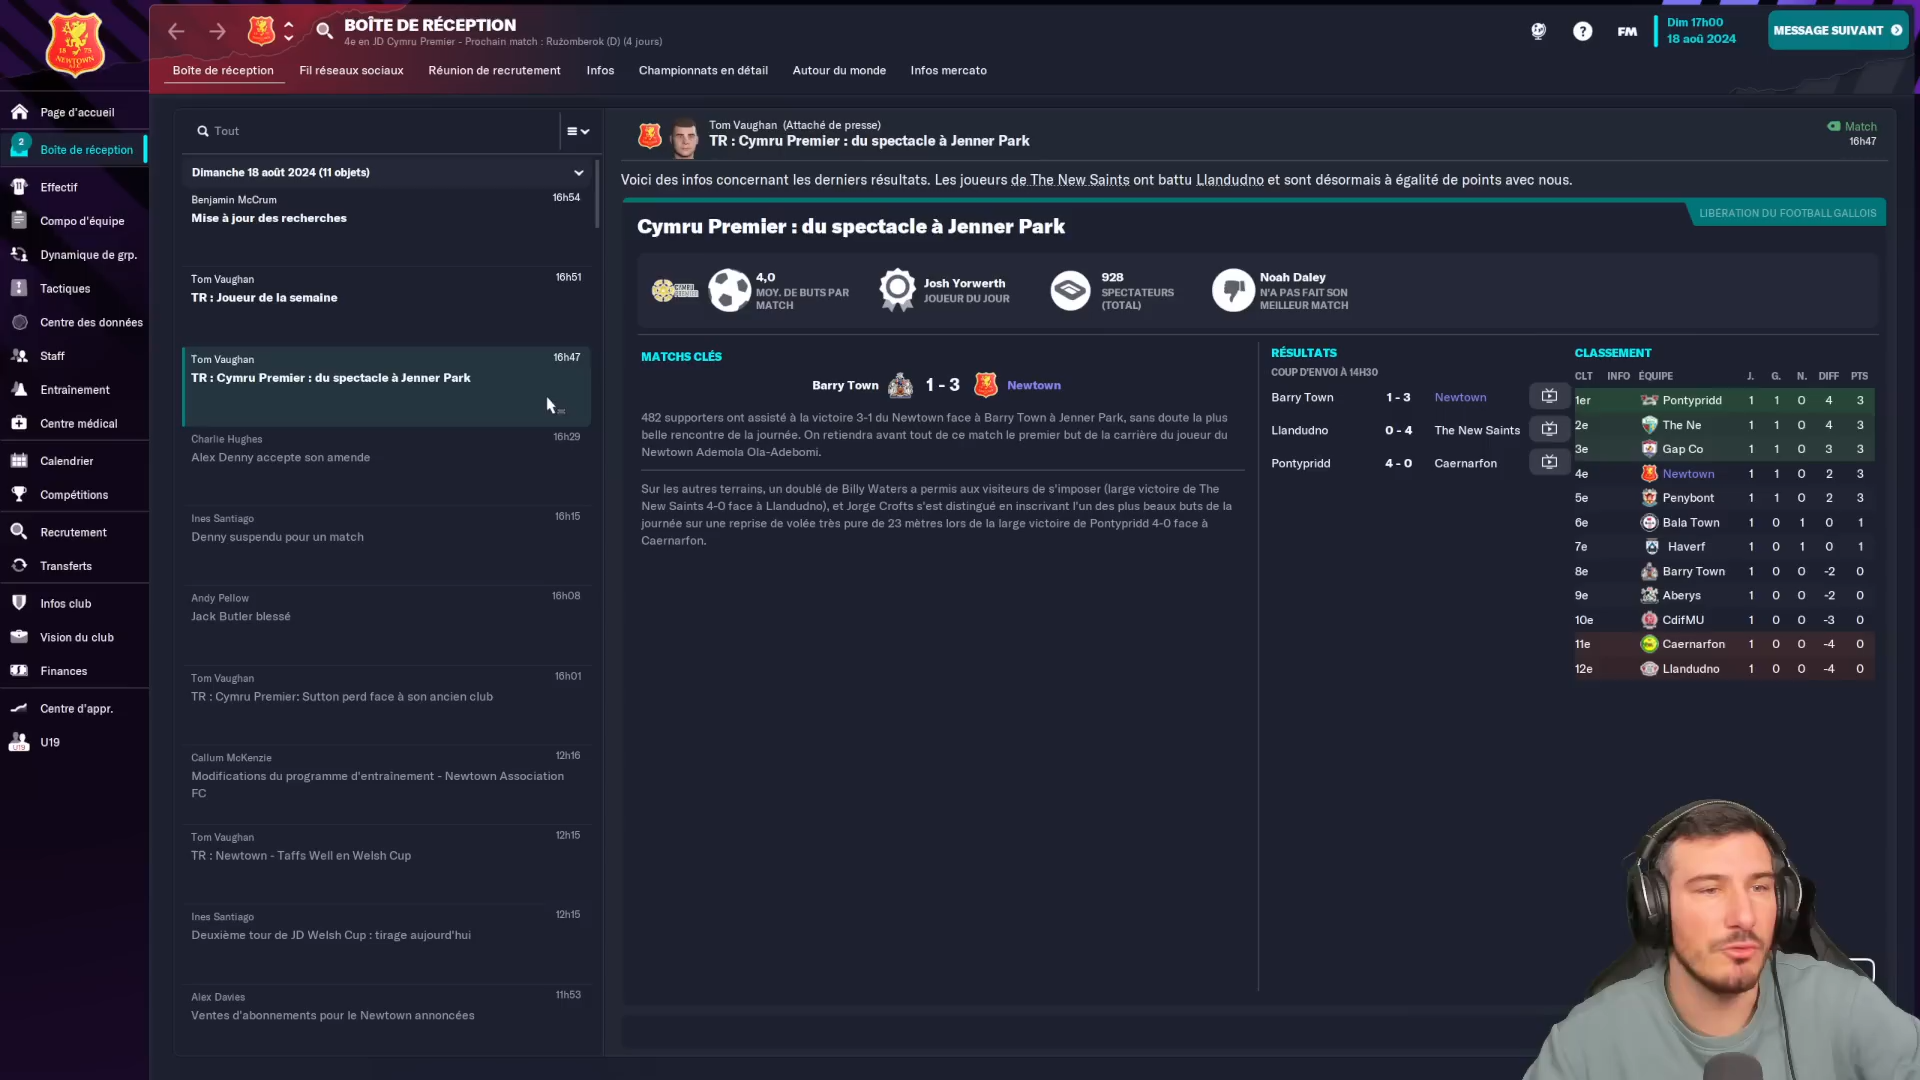 BOÎTE DE RÉCEPTION
4e en JD Cymru Premier - Prochain match : Ružomberok (D) (4 jours)
FM
Dim 17h00
18 aoû 2024
MESSAGE SUIVANT
1875
NEWTOWN
Boîte de réception
Fil réseaux sociaux
Réunion de recrutement
Infos
Championnats en détail
Autour du monde
Infos mercato
Page d'accueil
2
Boîte de réception
Effectif
Compo d'équipe
Dynamique de grp.
Tactiques
Centre des données
Staff
Entraînement
Centre médical
Calendrier
Compétitions
Recrutement
Transferts
Infos club
Vision du club
Finances
Centre d'appr.
U19
U19
Tout
Dimanche 18 août 2024 (11 objets)
Benjamin McCrum 16h54
Mise à jour des recherches
Tom Vaughan 16h51
TR : Joueur de la semaine
Tom Vaughan 16h47
TR : Cymru Premier : du spectacle à Jenner Park
Charlie Hughes 16h29
Alex Denny accepte son amende
Ines Santiago 16h15
Denny suspendu pour un match
Andy Pellow 16h08
Jack Butler blessé
Tom Vaughan 16h01
TR : Cymru Premier: Sutton perd face à son ancien club
Callum McKenzie 12h16
Modifications du programme d'entraînement - Newtown Association
FC
Tom Vaughan 12h15
TR : Newtown - Taffs Well en Welsh Cup
Ines Santiago 12h15
Deuxième tour de JD Welsh Cup : tirage aujourd'hui
Alex Davies 11h53
Ventes d'abonnements pour le Newtown annoncées
Tom Vaughan (Attaché de presse)
TR : Cymru Premier : du spectacle à Jenner Park
Match
16h47
Voici des infos concernant les derniers résultats. Les joueurs de The New Saints ont battu Llandudno et sont désormais à égalité de points avec nous.
LIBÉRATION DU FOOTBALL GALLOIS
Cymru Premier : du spectacle à Jenner Park
4,0
MOY. DE BUTS PAR
MATCH
Josh Yorwerth
JOUEUR DU JOUR
928
SPECTATEURS
(TOTAL)
Noah Daley
N'A PAS FAIT SON
MEILLEUR MATCH
MATCHS CLÉS
Barry Town 1 - 3 Newtown
482 supporters ont assisté à la victoire 3-1 du Newtown face à Barry Town à Jenner Park, sans doute la plus
belle rencontre de la journée. On retiendra avant tout de ce match le premier but de la carrière du joueur du
Newtown Ademola Ola-Adebomi.
Sur les autres terrains, un doublé de Billy Waters a permis aux visiteurs de s'imposer (large victoire de The
New Saints 4-0 face à Llandudno), et Jorge Crofts s'est distingué en inscrivant l'un des plus beaux buts de la
journée sur une reprise de volée très pure de 23 mètres lors de la large victoire de Pontypridd 4-0 face à
Caernarfon.
RÉSULTATS
COUP D'ENVOI À 14H30
Barry Town 1 - 3 Newtown
Llandudno 0 - 4 The New Saints
Pontypridd 4 - 0 Caernarfon
CLASSEMENT
CLT INFO ÉQUIPE J. G. N. DIFF PTS
1er Pontypridd 1 1 0 4 3
2e The Ne 1 1 0 4 3
3e Gap Co 1 1 0 3 3
4e Newtown 1 1 0 2 3
5e Penybont 1 1 0 2 3
6e Bala Town 1 0 1 0 1
7e Haverf 1 0 1 0 1
8e Barry Town 1 0 0 -2 0
9e Aberys 1 0 0 -2 0
10e CdifMU 1 0 0 -3 0
11e Caernarfon 1 0 0 -4 0
12e Llandudno 1 0 0 -4 0